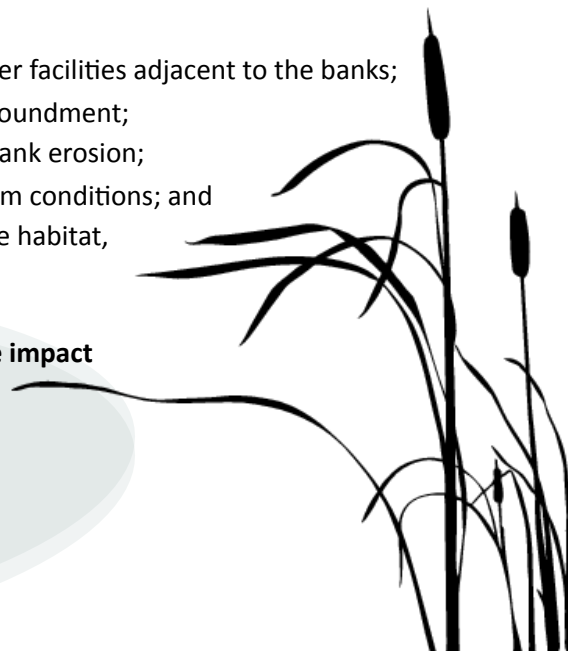 er facilities adjacent to the banks;
oundment;
ank erosion;
m conditions; and
e habitat,
e impact